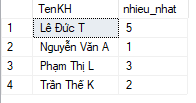 TenKH nhieu_nhat
1 Lê Đức T 5
2 Nguyễn Văn A 1
3 Phạm Thị L 3
4 Trần Thế K 2